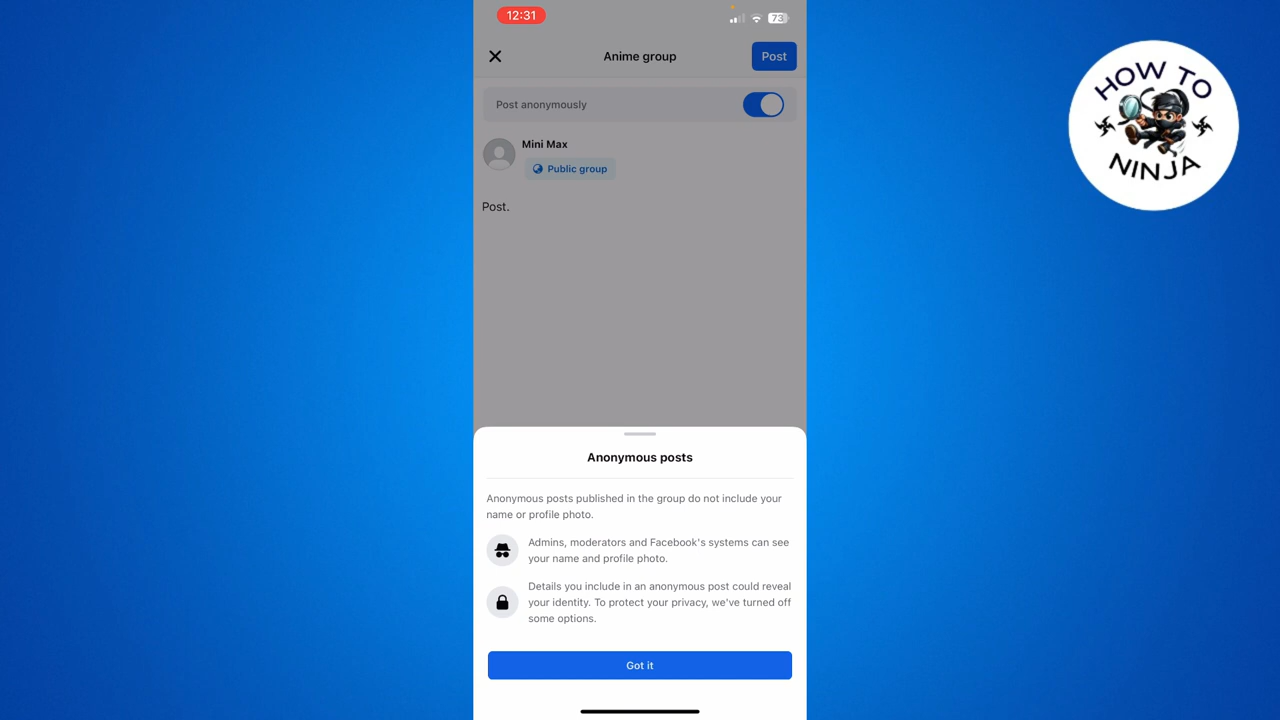 12:31
73
Anime group
Post
Post anonymously
Mini Max
Public group
Post.
HOW TO
NINJA
Anonymous posts
Anonymous posts published in the group do not include your
name or profile photo.
Admins, moderators and Facebook's systems can see
your name and profile photo.
Details you include in an anonymous post could reveal
your identity. To protect your privacy, we've turned off
some options.
Got it